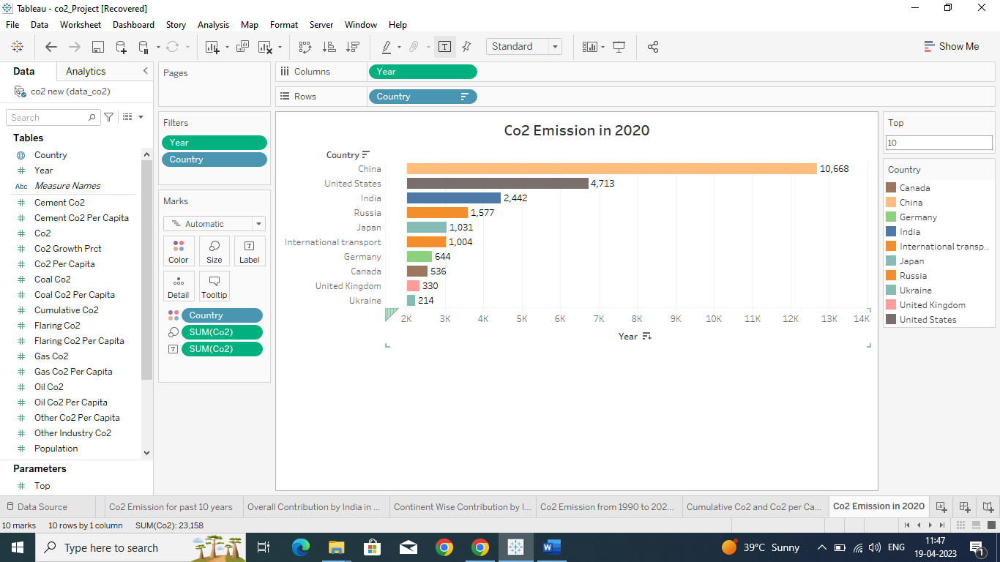 Tableau - co2_Project [Recovered]
File Data Worksheet Dashboard Story Analysis Map Format Server Window Help
Standard
Show Me
Data Analytics
co2 new (data_co2)
Search
Tables
Country
Year
Abc Measure Names
Cement Co2
Cement Co2 Per Capita
Co2
Co2 Growth Prct
Co2 Per Capita
Coal Co2
Coal Co2 Per Capita
Cumulative Co2
Flaring Co2
Flaring Co2 Per Capita
Gas Co2
Gas Co2 Per Capita
Oil Co2
Oil Co2 Per Capita
Other Co2 Per Capita
Other Industry Co2
Population
Parameters
Top
Pages
Filters
Year
Country
Marks
Automatic
Color Size Label
Detail Tooltip
Country
SUM(Co2)
SUM(Co2)
Columns Year
Rows Country
Co2 Emission in 2020
Country
China 10,668
United States 4,713
India 2,442
Russia 1,577
Japan 1,031
International transport 1,004
Germany 644
Canada 536
United Kingdom 330
Ukraine 214
2K 3K 4K 5K 6K 7K 8K 9K 10K 11K 12K 13K 14K
Year
Top
10
Country
Canada
China
Germany
India
International transp..
Japan
Russia
Ukraine
United Kingdom
United States
Data Source Co2 Emission for past 10 years Overall Contribution by India in ... Continent Wise Contribution by I... Co2 Emission from 1990 to 202... Cumulative Co2 and Co2 per Ca... Co2 Emission in 2020
10 marks 10 rows by 1 column SUM(Co2): 23,158
Type here to search
39°C Sunny
ENG
11:47
19-04-2023
1